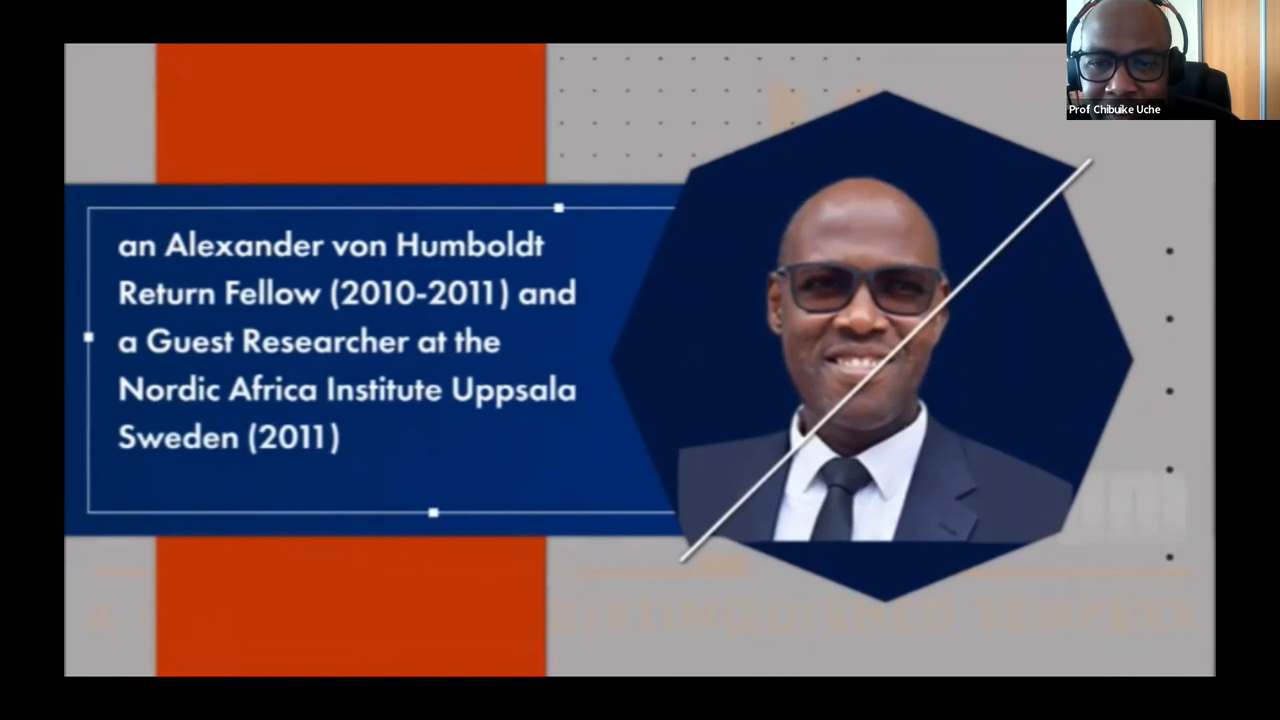 Prof Chibuike Uche
an Alexander von Humboldt
Return Fellow (2010-2011) and
a Guest Researcher at the
Nordic Africa Institute Uppsala
Sweden (2011)
DISTINGUISHED